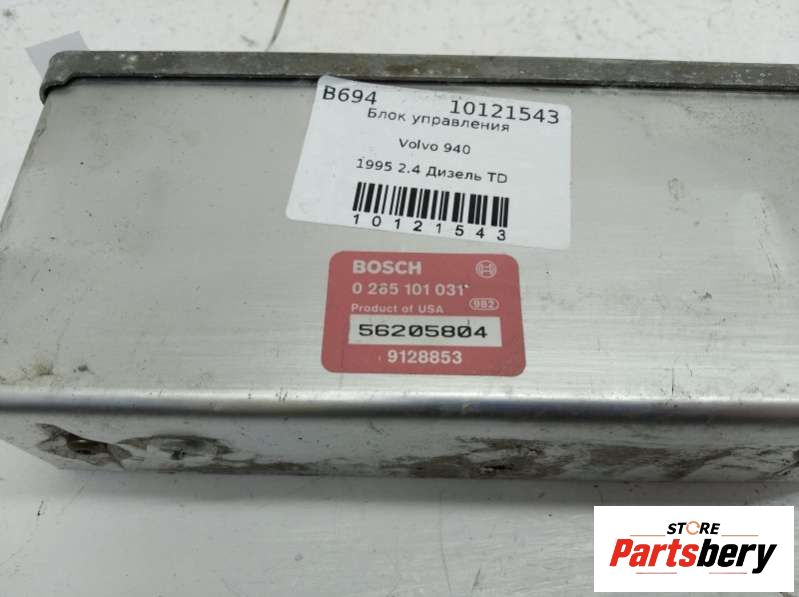 B694 10121543
Блок управления
Volvo 940
1995 2.4 Дизель TD
10121543
BOSCH
0 265 101 031
982
Product of USA
56205804
9128853
STORE
Partsbery